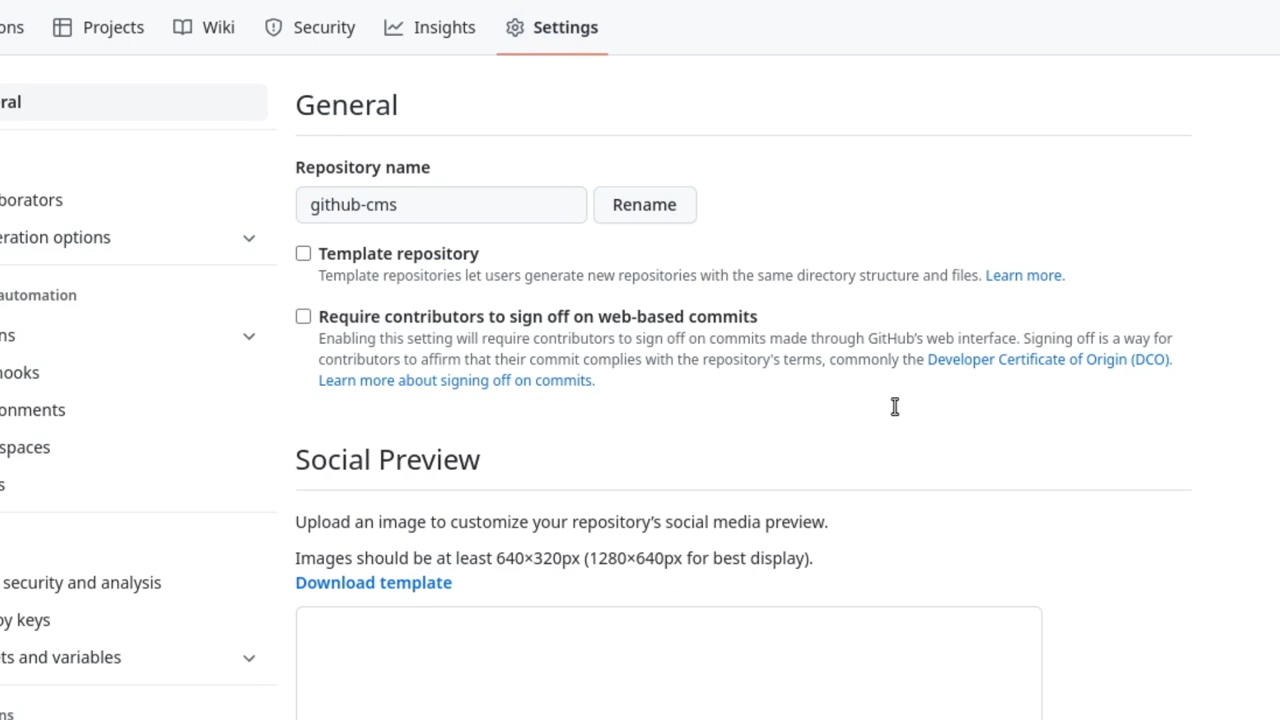 ons Projects Wiki Security Insights Settings
ral
General
Repository name
borators
github-cms Rename
eration options
Template repository
Template repositories let users generate new repositories with the same directory structure and files. Learn more.
automation
Require contributors to sign off on web-based commits
ns
Enabling this setting will require contributors to sign off on commits made through GitHub's web interface. Signing off is a way for
contributors to affirm that their commit complies with the repository's terms, commonly the Developer Certificate of Origin (DCO).
ooks
Learn more about signing off on commits.
onments
spaces
Social Preview
s
Upload an image to customize your repository's social media preview.
Images should be at least 640×320px (1280×640px for best display).
security and analysis
Download template
oy keys
ts and variables
ns